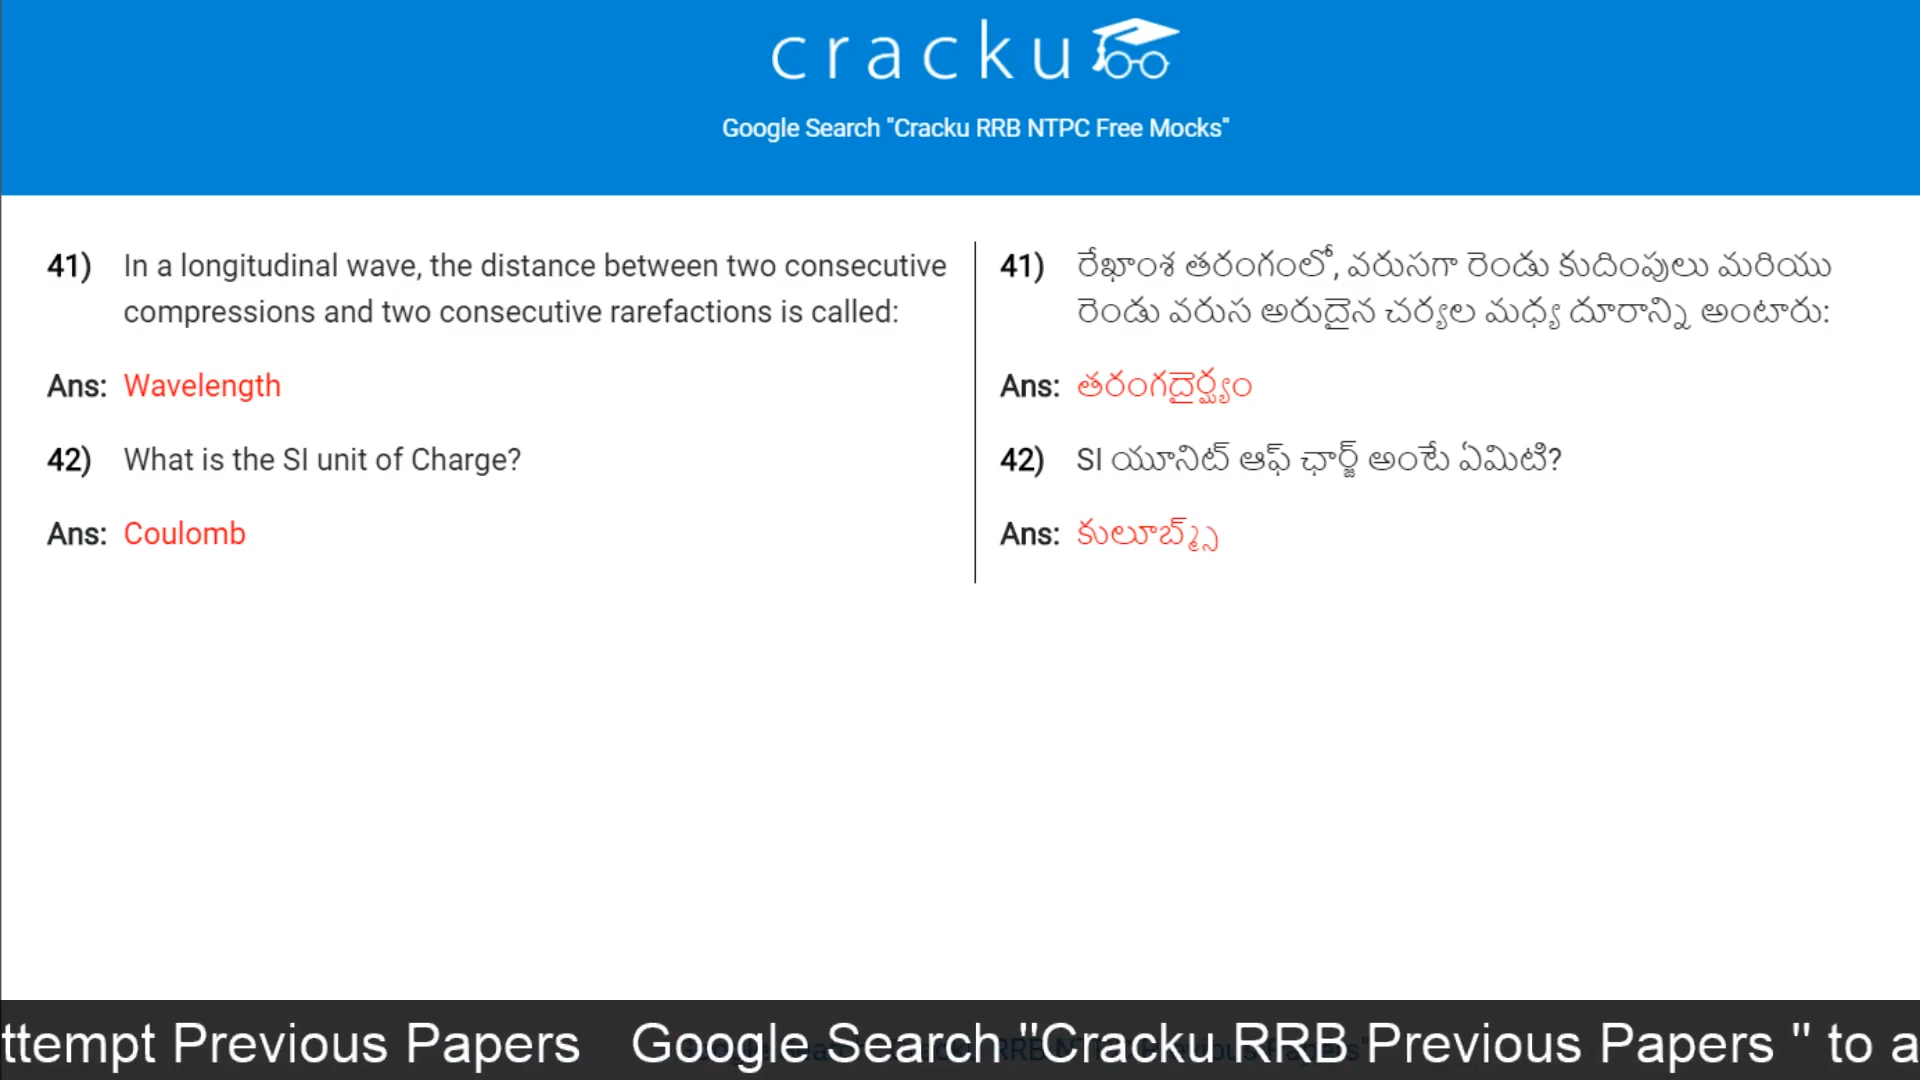 cracku
Google Search "Cracku RRB NTPC Free Mocks"
41) In a longitudinal wave, the distance between two consecutive
compressions and two consecutive rarefactions is called:
Ans: Wavelength
42) What is the SI unit of Charge?
Ans: Coulomb
41) రేఖాంశ తరంగంలో, వరుసగా రెండు కుదింపులు మరియు
రెండు వరుస అరుదైన చర్యల మధ్య దూరాన్ని అంటారు:
Ans: తరంగదైర్ఘ్యం
42) SI యూనిట్ ఆఫ్ ఛార్జ్ అంటే ఏమిటి?
Ans: కులూబ్మ్స్
ttempt Previous Papers Google Search "Cracku RRB Previous Papers " to a